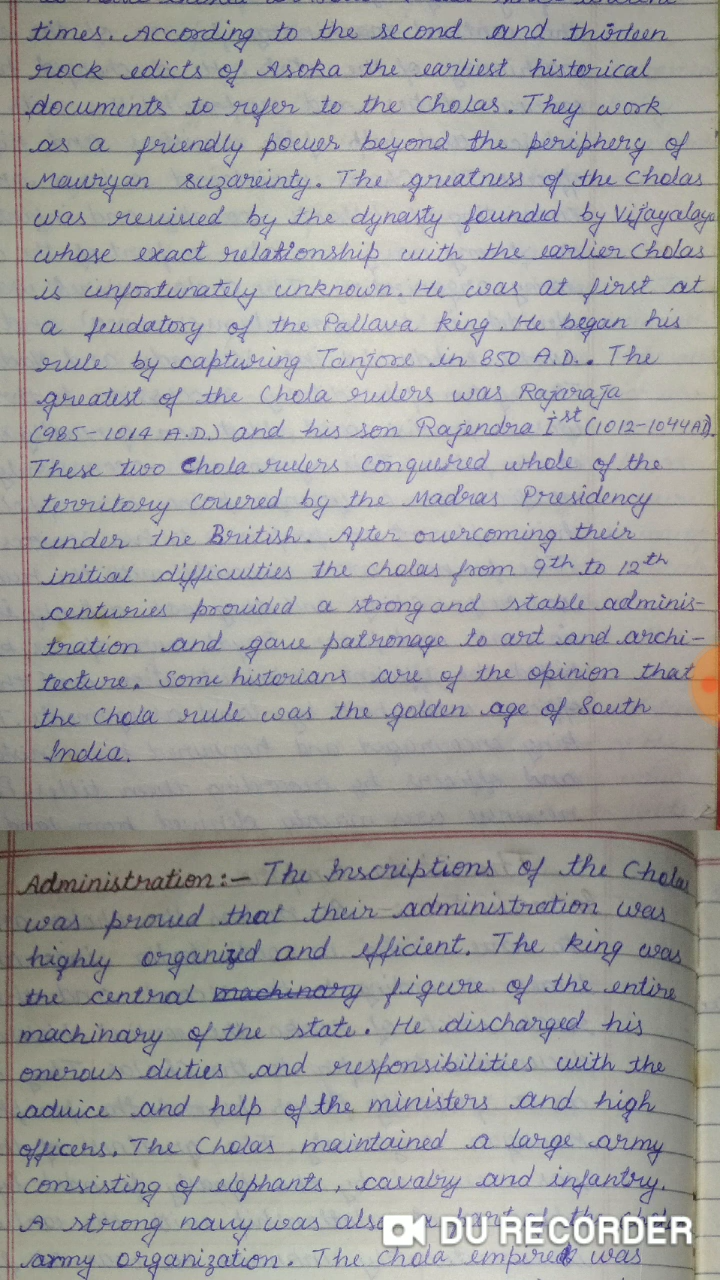 times. According to the second and thirdeen
rock edicts of Asoka the earliest historical
documents to refer to the Cholas. They work
as a friendly power beyond the periphery of
Mauryan suzareinty. The greatness of the Cholas
was revived by the dynasty founded by Vijayalaya
whose exact relationship with the earlier Cholas
is unfortunately unknown. He was at first at
a feudatory of the Pallava king. He began his
rule by capturing Tanjore in 850 A.D.. The
greatest of the Chola rulers was Rajaraja
(985-1014 A.D.) and his son Rajendra Ist (1012-1044AD).
These two Chola rulers conquered whole of the
territory covered by the Madras Presidency
under the British. After overcoming their
initial difficulties the Cholas from 9th to 12th
centuries provided a strong and stable adminis-
tration and gave patronage to art and archi-
tecture. Some historians are of the opinion that
the Chola rule was the golden age of South
India.
Administration:- The Inscriptions of the Cholas
was proved that their administration was
highly organized and efficient. The king was
the central machinary figure of the entire
machinary of the state. He discharged his
onerous duties and responsibilities with the
advice and help of the ministers and high
officers. The Cholas maintained a large army
consisting of elephants, cavalry and infantry.
A strong navy was also a part of the
army organization. The Chola empire was
DU RECORDER